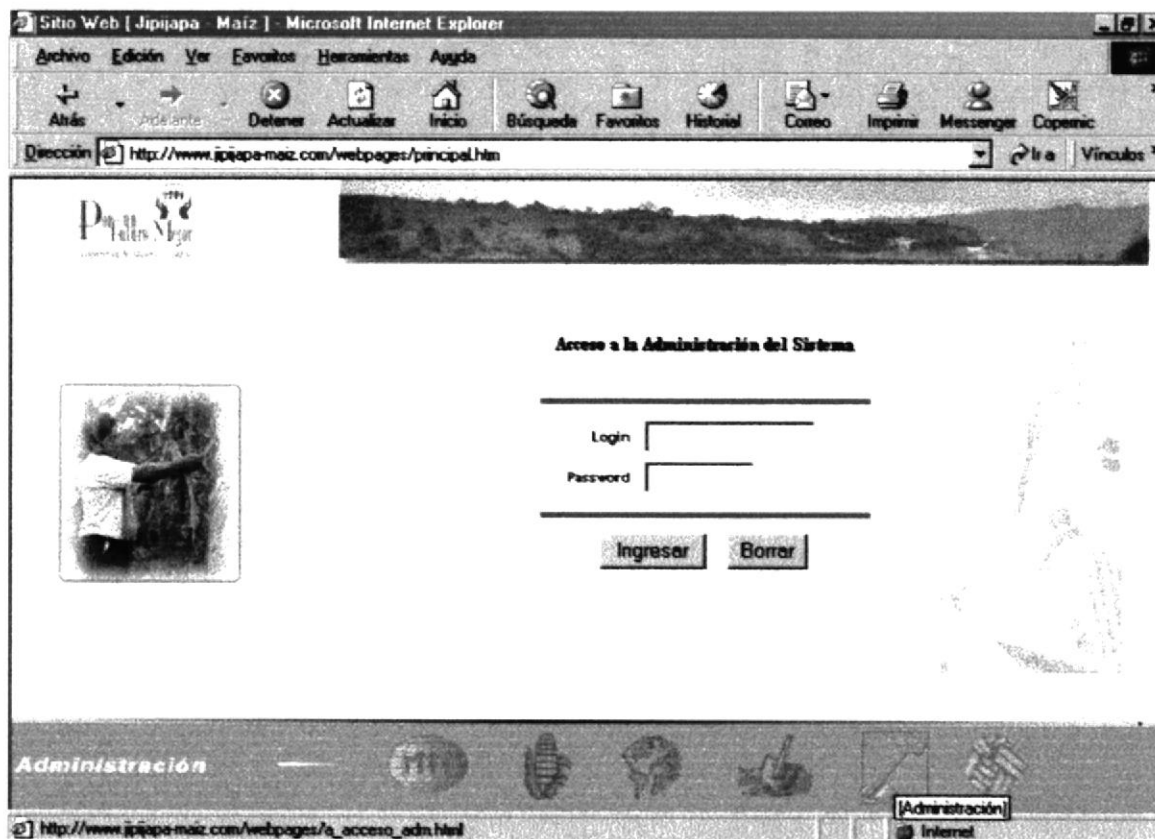 Sitio Web [ Jipijapa - Maíz ] - Microsoft Internet Explorer
Archivo Edición Ver Favoritos Herramientas Ayuda
Atrás Adelante Detener Actualizar Inicio Búsqueda Favoritos Historial Correo Imprimir Messenger Copernic
Dirección http://www.jipijapa-maiz.com/webpages/principal.htm Ir a Vínculos
Acceso a la Administración del Sistema
Login
Password
Ingresar Borrar
Administración
[Administración]
http://www.jipijapa-maiz.com/webpages/a_acceso_adm.html Internet